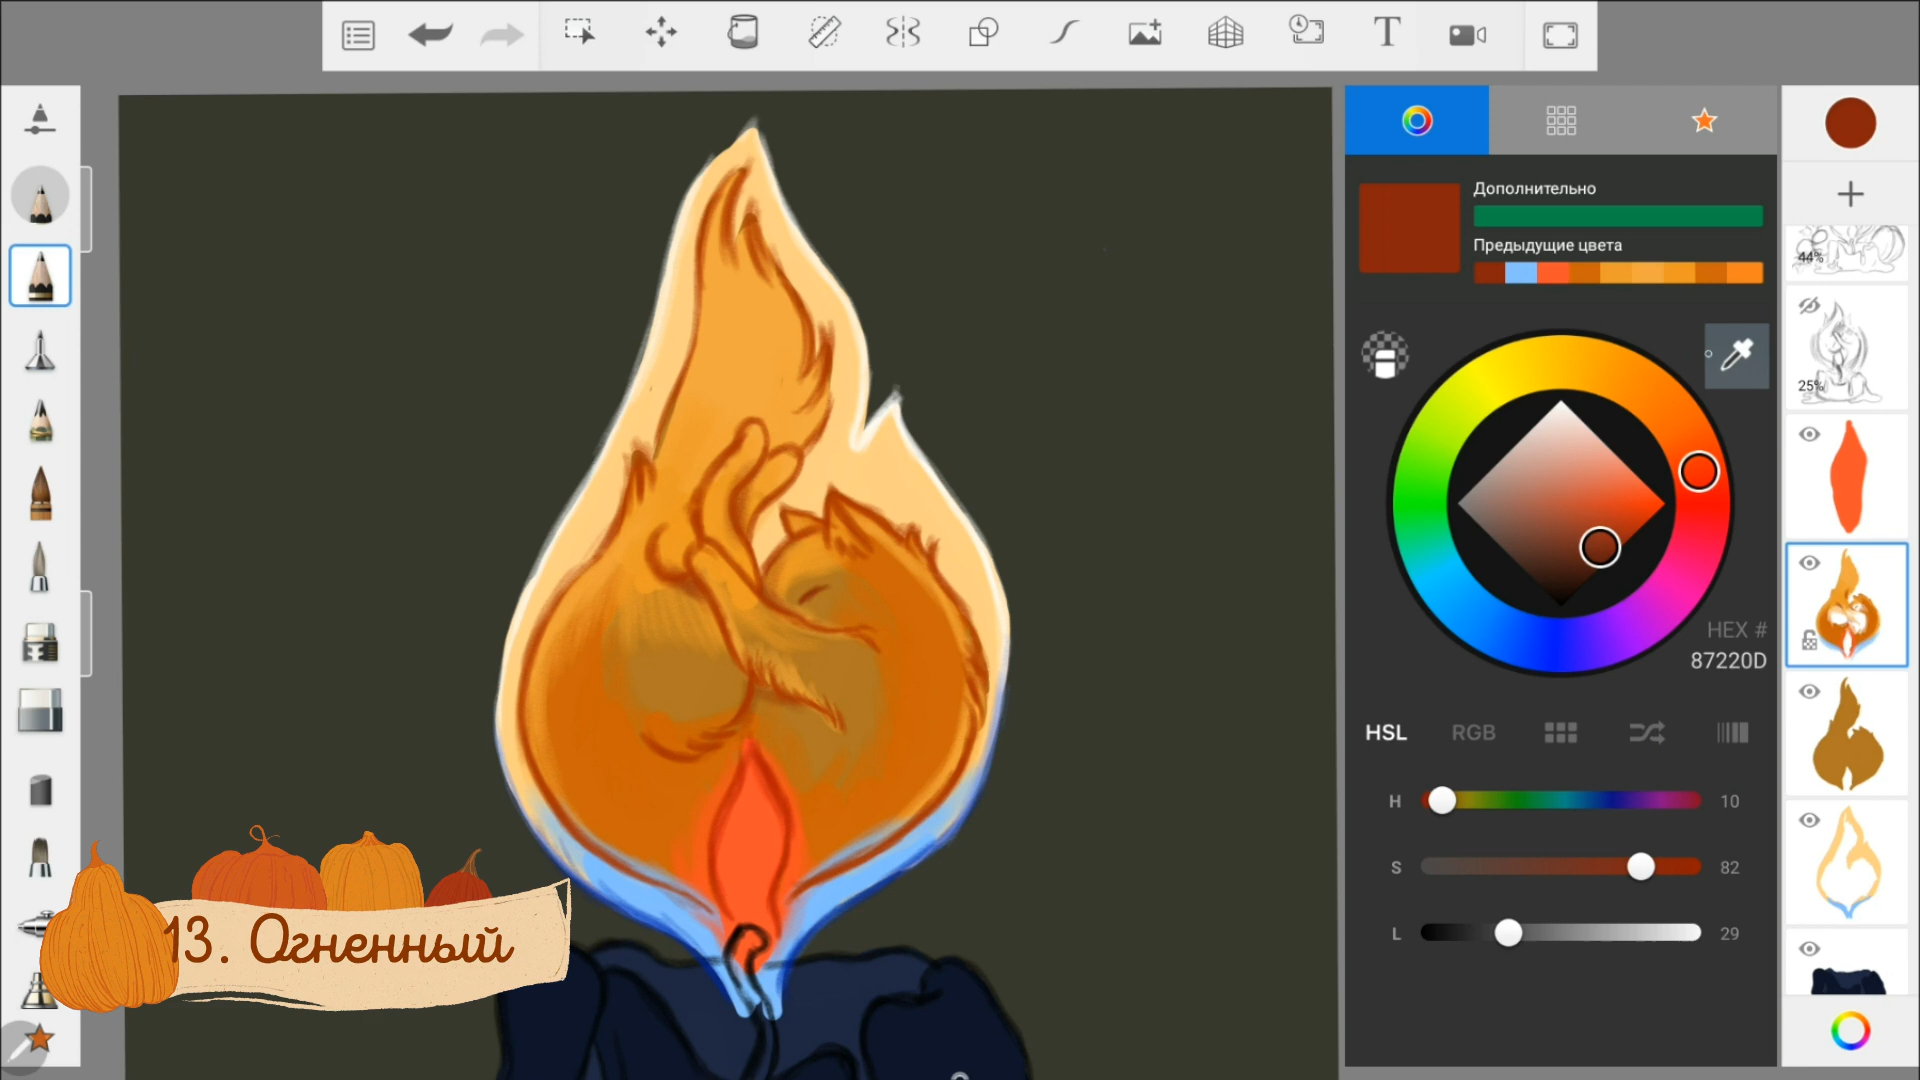 T
Дополнительно
Предыдущие цвета
44%
25%
HEX #
87220D
HSL RGB
H 10
S 82
L 29
13. Огненный